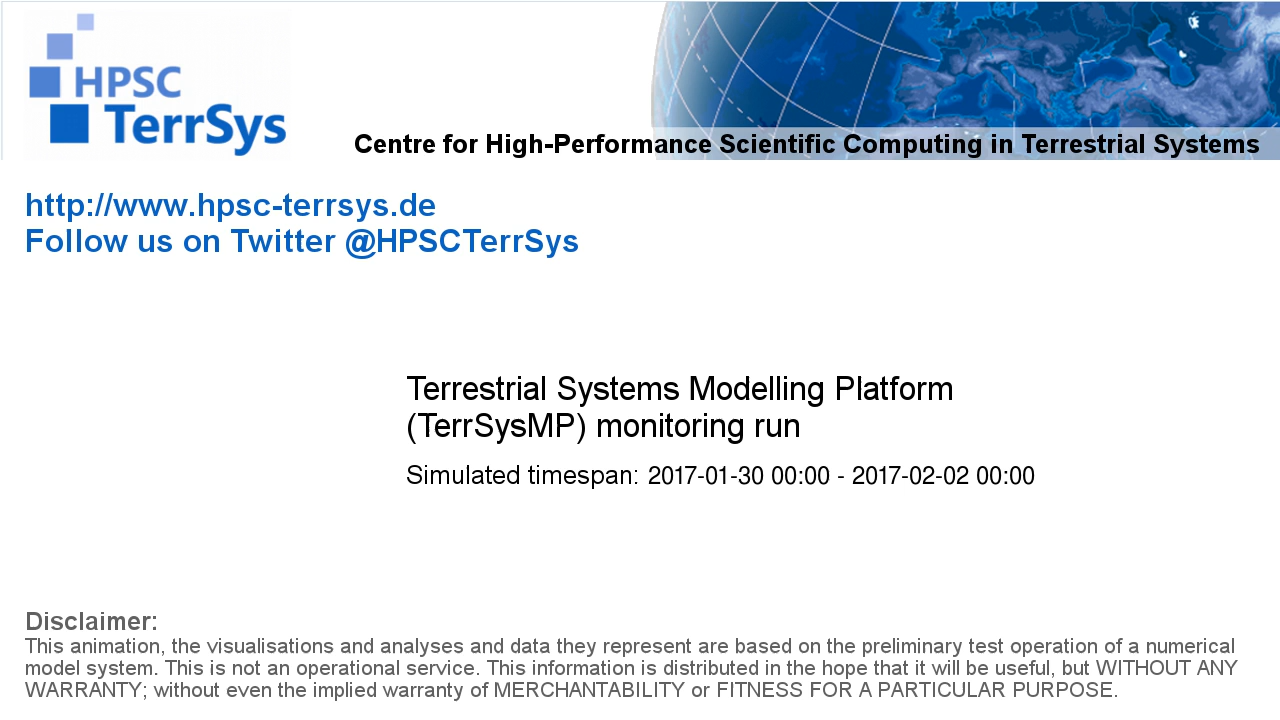 HPSC
TerrSys
Centre for High-Performance Scientific Computing in Terrestrial Systems
http://www.hpsc-terrsys.de
Follow us on Twitter @HPSCTerrSys
Terrestrial Systems Modelling Platform
(TerrSysMP) monitoring run
Simulated timespan: 2017-01-30 00:00 - 2017-02-02 00:00
Disclaimer:
This animation, the visualisations and analyses and data they represent are based on the preliminary test operation of a numerical
model system. This is not an operational service. This information is distributed in the hope that it will be useful, but WITHOUT ANY
WARRANTY; without even the implied warranty of MERCHANTABILITY or FITNESS FOR A PARTICULAR PURPOSE.